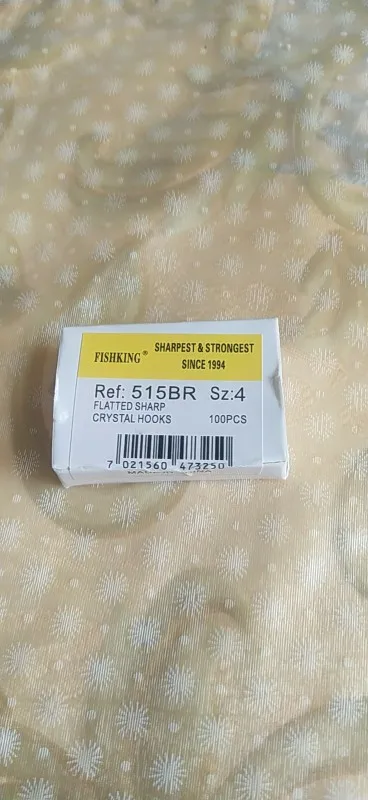 FISHKING®
SHARPEST & STRONGEST
SINCE 1994
Ref: 515BR Sz:4
FLATTED SHARP
CRYSTAL HOOKS 100PCS
7 021560 473250